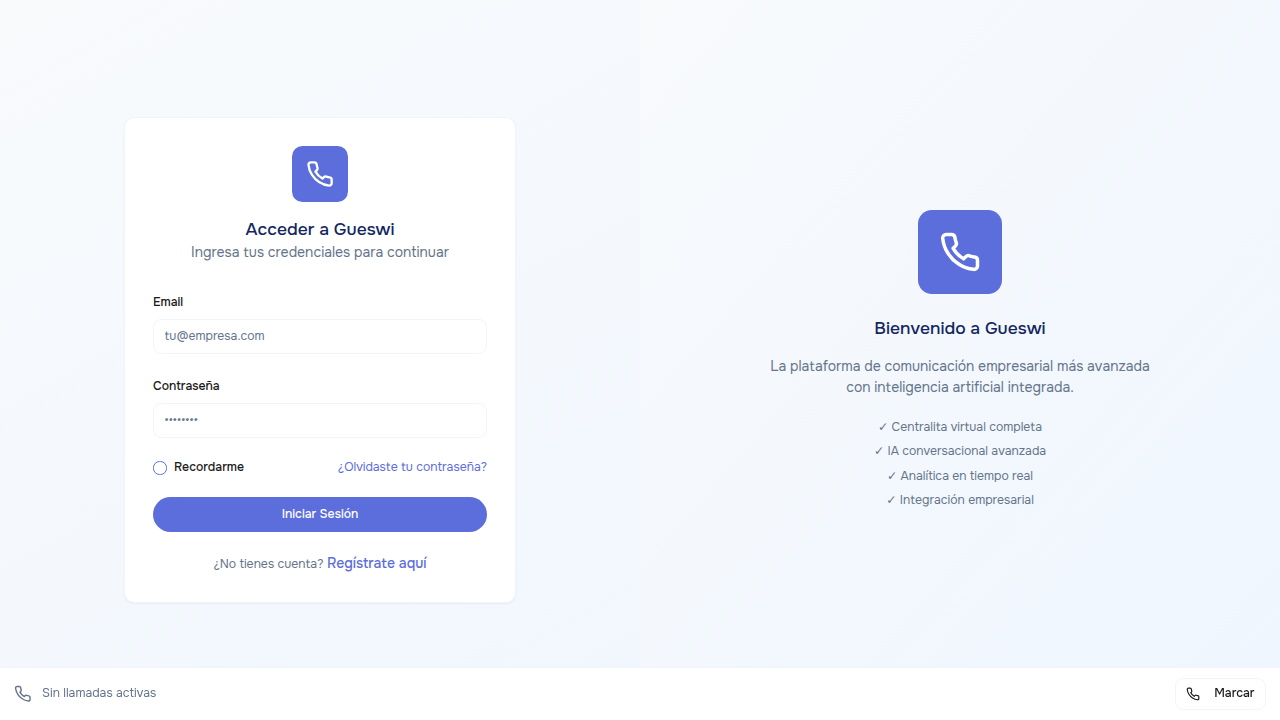 Acceder a Gueswi
Ingresa tus credenciales para continuar
Email
tu@empresa.com
Contraseña
••••••••
Recordarme
¿Olvidaste tu contraseña?
Iniciar Sesión
¿No tienes cuenta? Regístrate aquí
Bienvenido a Gueswi
La plataforma de comunicación empresarial más avanzada
con inteligencia artificial integrada.
✓ Centralita virtual completa
✓ IA conversacional avanzada
✓ Analítica en tiempo real
✓ Integración empresarial
Sin llamadas activas
Marcar